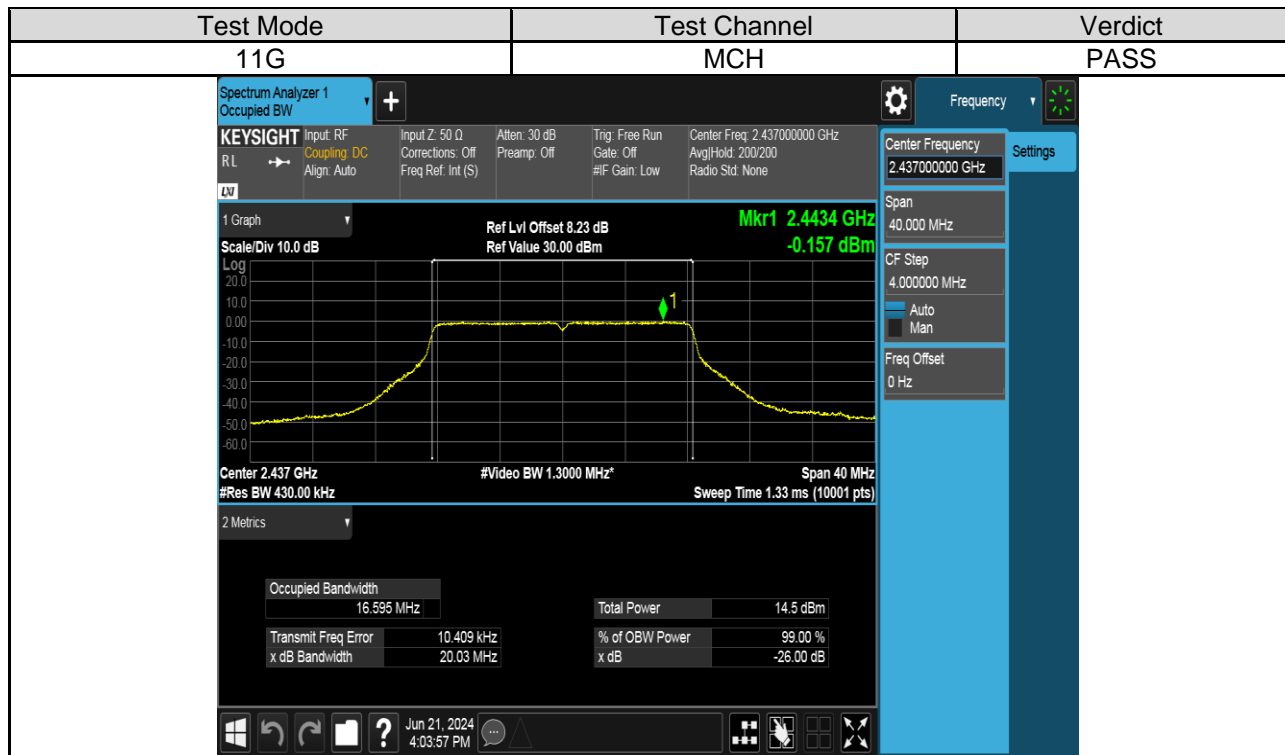 Test Mode Test Channel Verdict
11G MCH PASS
Spectrum Analyzer 1
Occupied BW
+
Frequency
KEYSIGHT
RL
LXI
Input: RF
Coupling: DC
Align: Auto
Input Z: 50 Ω
Corrections: Off
Freq Ref: Int (S)
Atten: 30 dB
Preamp: Off
Trig: Free Run
Gate: Off
#IF Gain: Low
Center Freq: 2.437000000 GHz
Avg|Hold: 200/200
Radio Std: None
Center Frequency
2.437000000 GHz
Settings
Span
40.000 MHz
CF Step
4.000000 MHz
Auto
Man
Freq Offset
0 Hz
1 Graph
Scale/Div 10.0 dB
Ref Lvl Offset 8.23 dB
Ref Value 30.00 dBm
Mkr1 2.4434 GHz
-0.157 dBm
Log
20.0
10.0
0.00
-10.0
-20.0
-30.0
-40.0
-50.0
-60.0
1
Center 2.437 GHz
#Video BW 1.3000 MHz*
Span 40 MHz
#Res BW 430.00 kHz
Sweep Time 1.33 ms (10001 pts)
2 Metrics
Occupied Bandwidth
16.595 MHz
Total Power 14.5 dBm
Transmit Freq Error 10.409 kHz
% of OBW Power 99.00 %
x dB Bandwidth 20.03 MHz
x dB -26.00 dB
?
Jun 21, 2024
4:03:57 PM